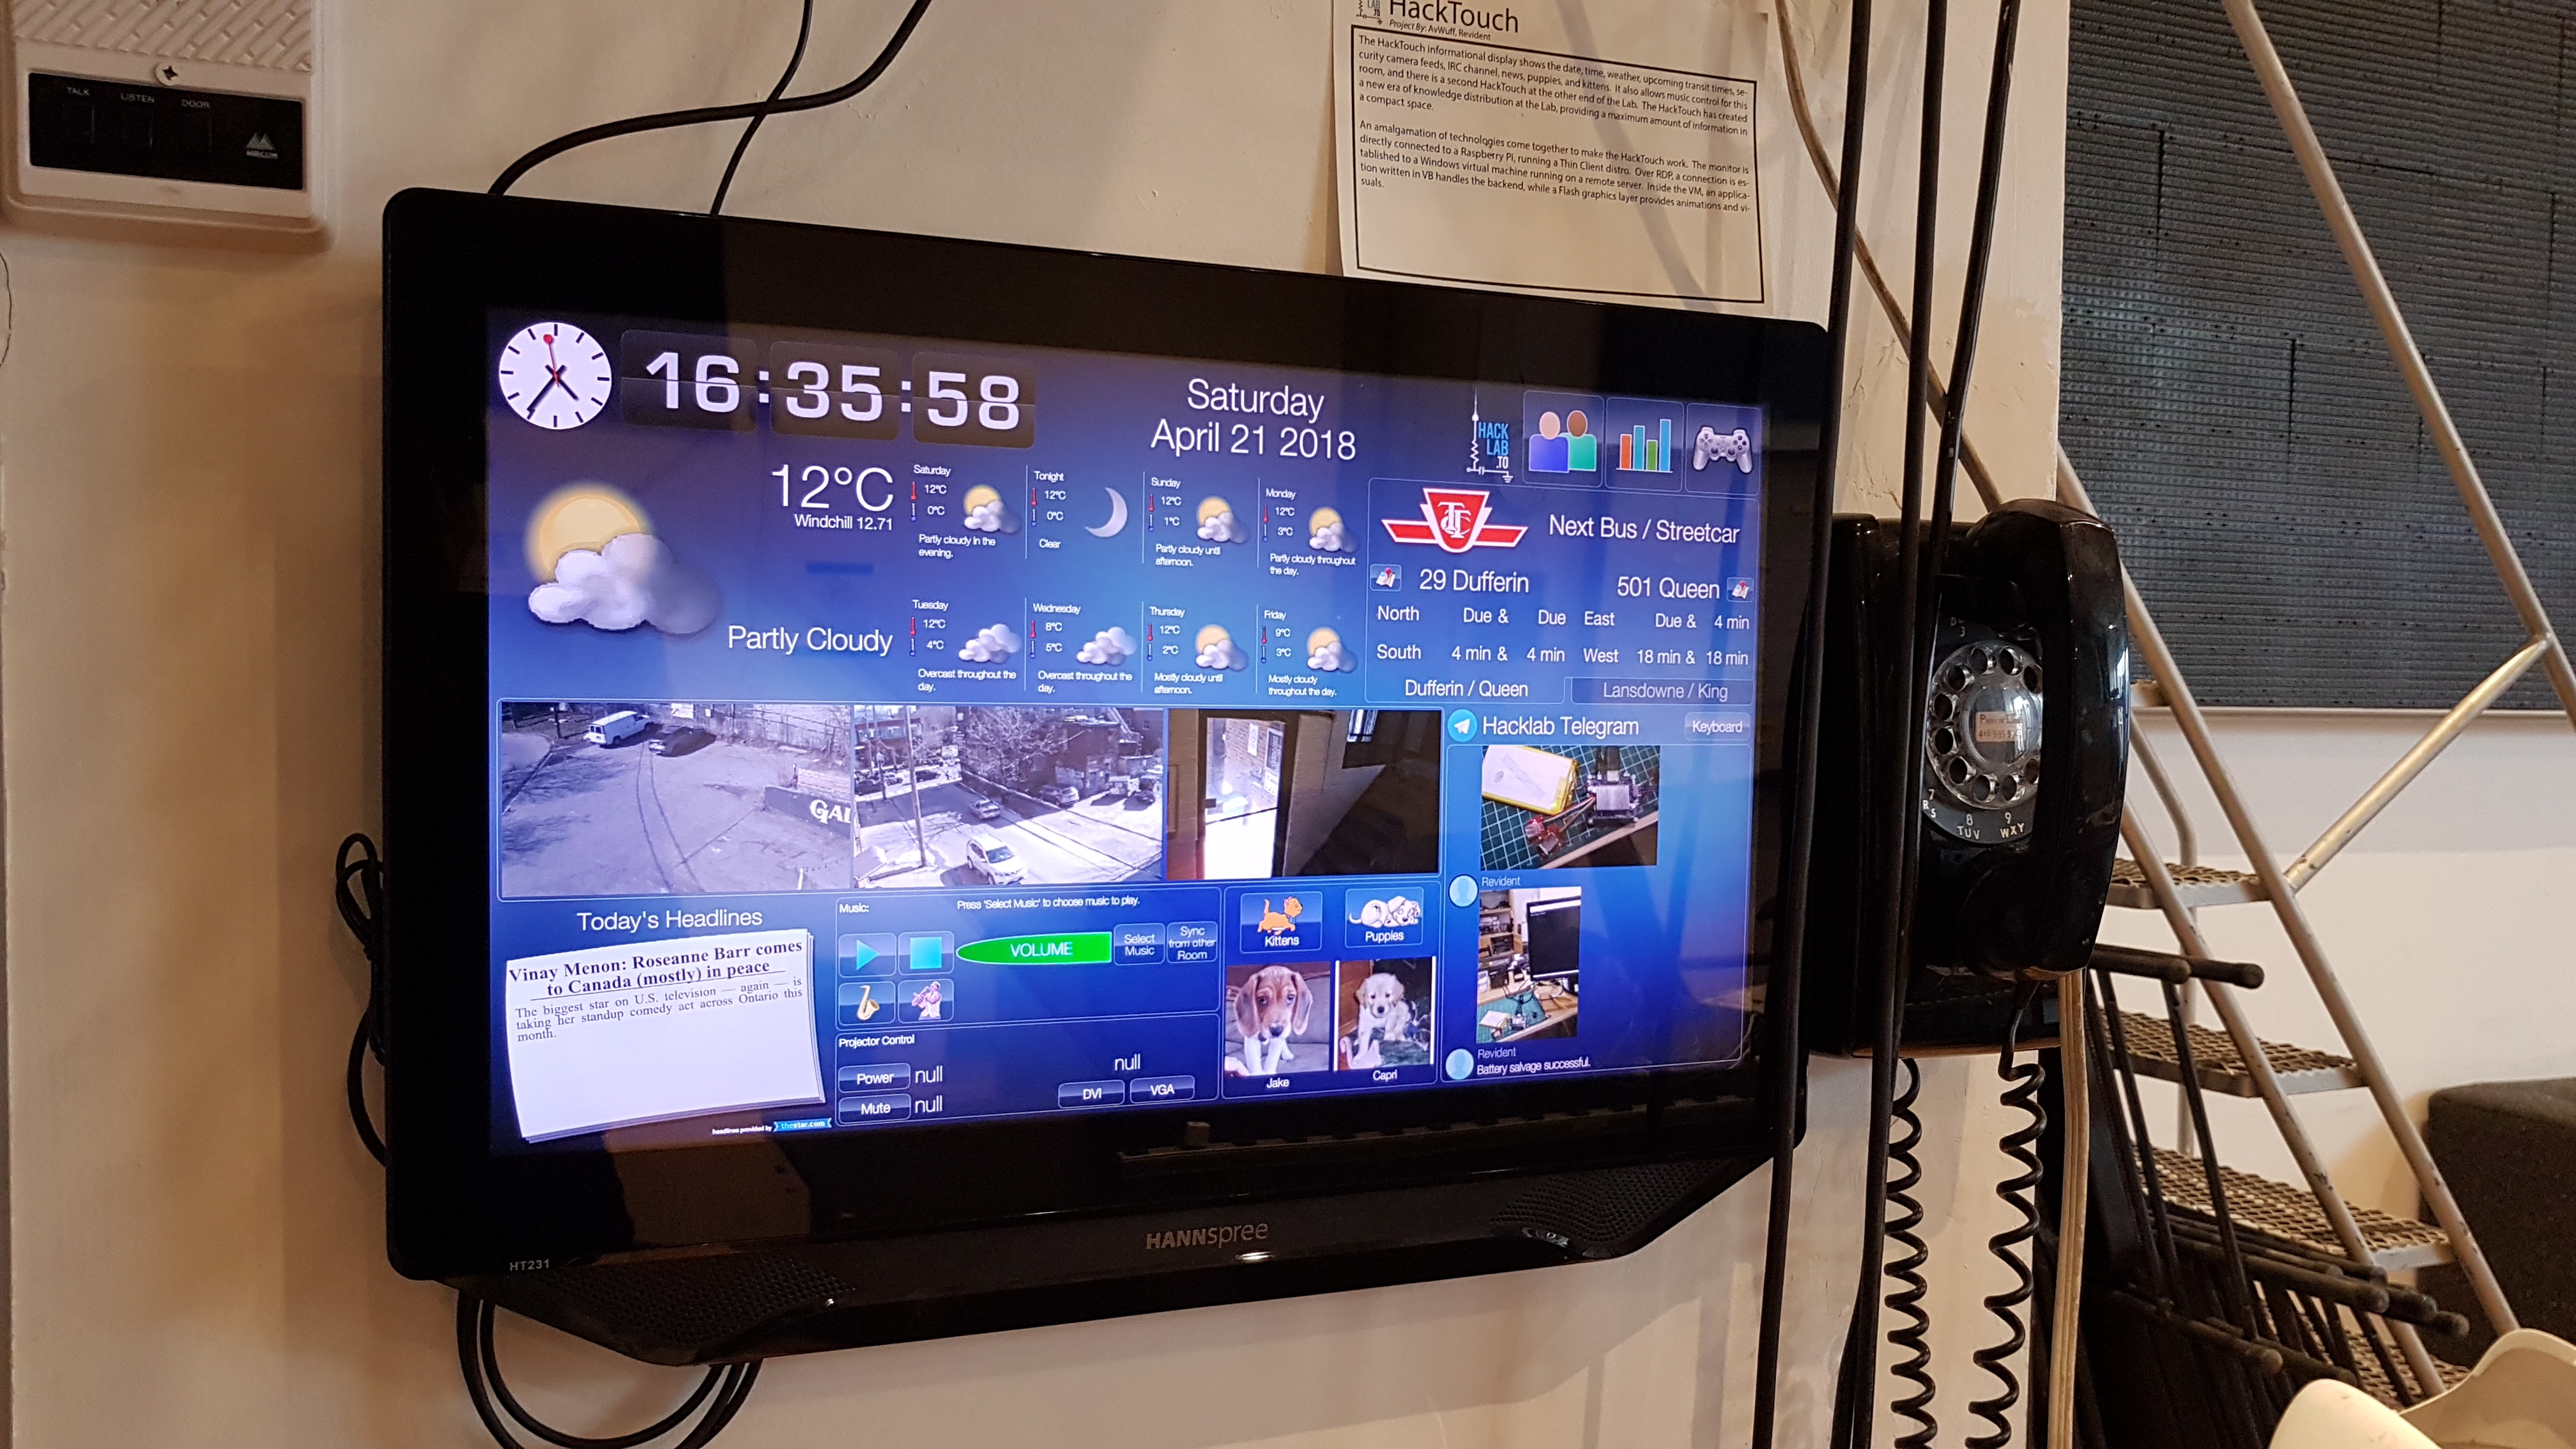 TALK LISTEN DOOR
LAB
.TO
HackTouch
Project By: AvWuff, Revident
The HackTouch informational display shows the date, time, weather, upcoming transit times, se-
curity camera feeds, IRC channel, news, puppies, and kittens. It also allows music control for this
room, and there is a second HackTouch at the other end of the Lab. The HackTouch has created
a new era of knowledge distribution at the Lab, providing a maximum amount of information in
a compact space.
An amalgamation of technologies come together to make the HackTouch work. The monitor is
directly connected to a Raspberry Pi, running a Thin Client distro. Over RDP, a connection is es-
tablished to a Windows virtual machine running on a remote server. Inside the VM, an applica-
tion written in VB handles the backend, while a Flash graphics layer provides animations and vi-
suals.
16:35:58
Saturday
April 21 2018
HACK
LAB
.TO
12°C
Windchill 12.71
Partly Cloudy
Saturday
12°C
0°C
Partly cloudy in the
evening.
Tonight
12°C
0°C
Clear
Sunday
12°C
1°C
Partly cloudy until
afternoon.
Monday
12°C
3°C
Partly cloudy throughout
the day.
Tuesday
12°C
4°C
Overcast throughout the
day.
Wednesday
8°C
5°C
Overcast throughout the
day.
Thursday
12°C
2°C
Mostly cloudy until
afternoon.
Friday
9°C
3°C
Mostly cloudy
throughout the day.
TTC
Next Bus / Streetcar
29 Dufferin 501 Queen
North Due & Due East Due & 4 min
South 4 min & 4 min West 18 min & 18 min
Dufferin / Queen Lansdowne / King
GAL
Hacklab Telegram Keyboard
Revident
Revident
Battery salvage successful.
Today's Headlines
Vinay Menon: Roseanne Barr comes
to Canada (mostly) in peace
The biggest star on U.S. television — again — is
taking her standup comedy act across Ontario this
month.
headlines provided by thestar.com
Music: Press 'Select Music' to choose music to play.
VOLUME
Select
Music
Sync
from other
Room
Projector Control
Power null
Mute null
null
DVI VGA
Kittens Puppies
Jake Capri
HANNspree
HT231
7
R S
8
TUV
9
WXY